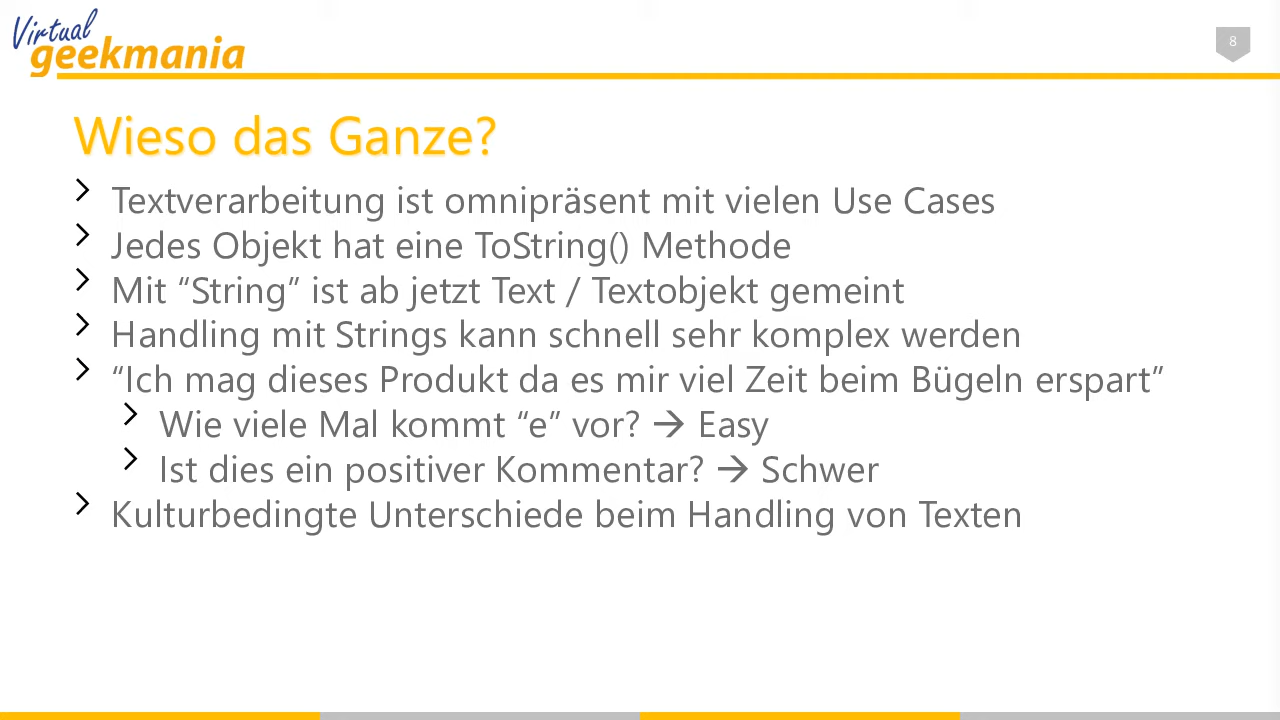 Virtual
geekmania
8
Wieso das Ganze?
Textverarbeitung ist omnipräsent mit vielen Use Cases
Jedes Objekt hat eine ToString() Methode
Mit “String” ist ab jetzt Text / Textobjekt gemeint
Handling mit Strings kann schnell sehr komplex werden
“Ich mag dieses Produkt da es mir viel Zeit beim Bügeln erspart”
Wie viele Mal kommt “e” vor? → Easy
Ist dies ein positiver Kommentar? → Schwer
Kulturbedingte Unterschiede beim Handling von Texten